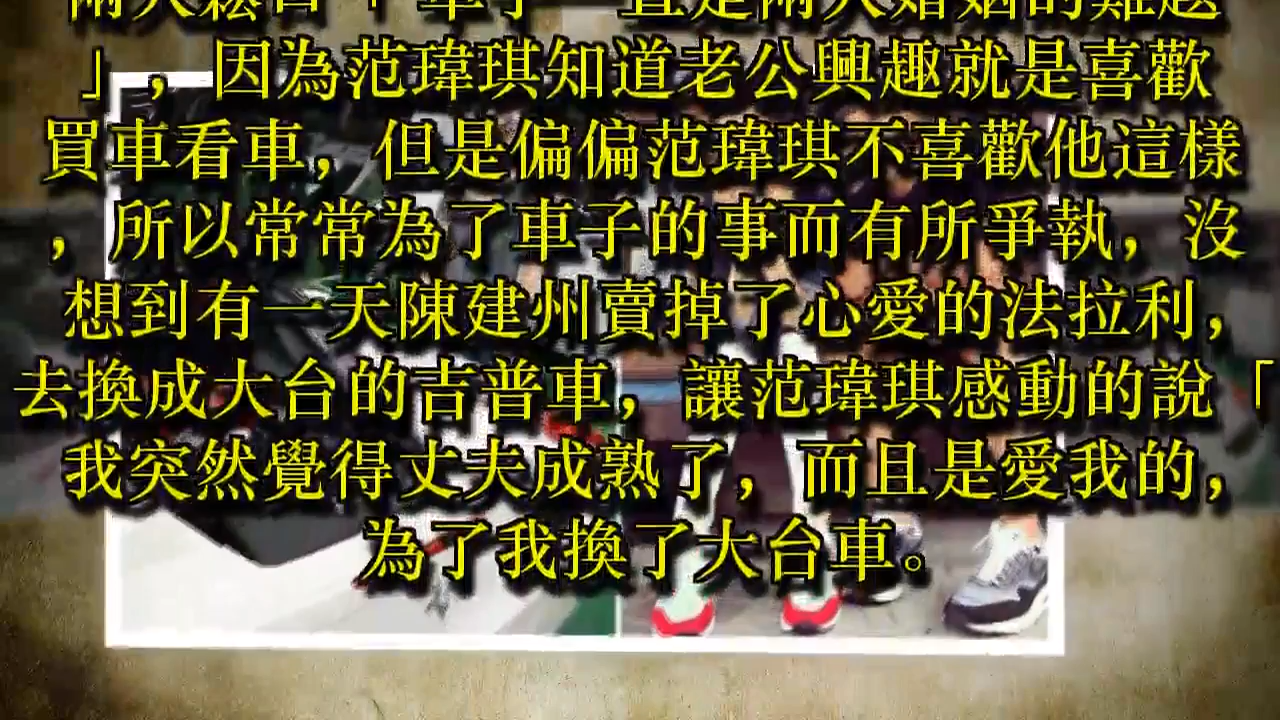 」，因為范瑋琪知道老公興趣就是喜歡
買車看車，但是偏偏范瑋琪不喜歡他這樣
，所以常常為了車子的事而有所爭執，沒
想到有一天陳建州賣掉了心愛的法拉利，
去換成大台的吉普車，讓范瑋琪感動的說「
我突然覺得丈夫成熟了，而且是愛我的，
為了我換了大台車。